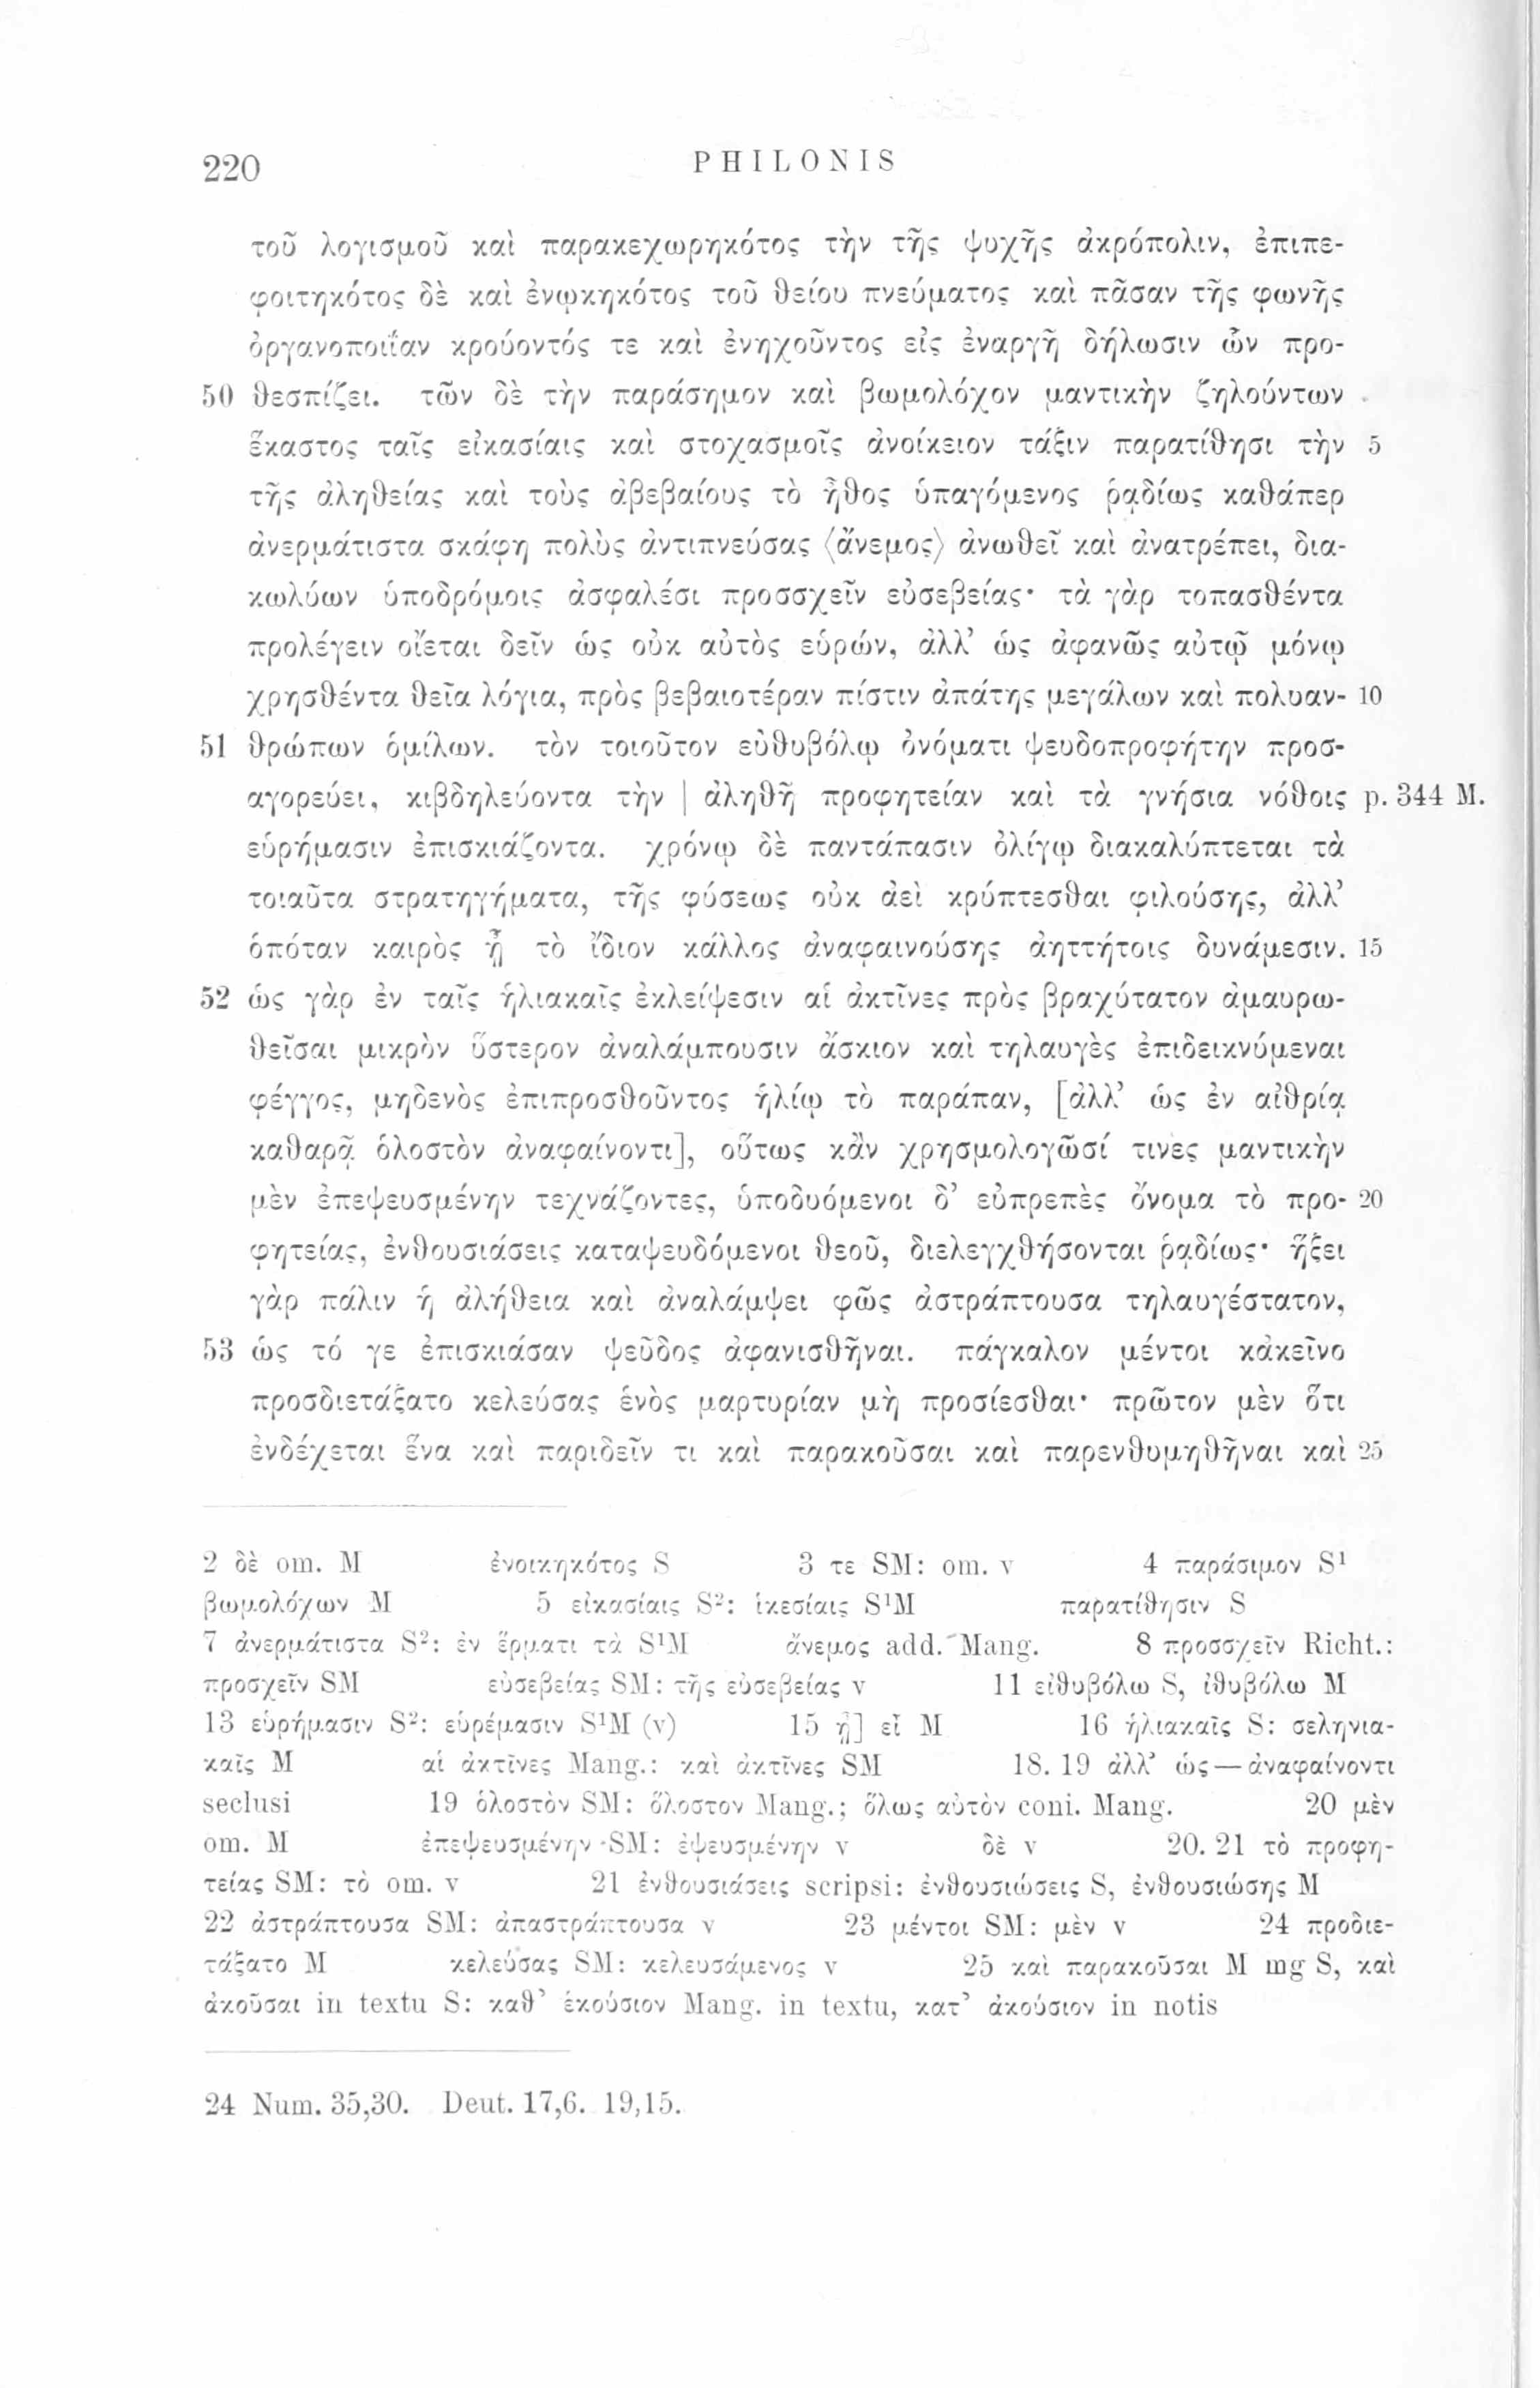 220 PHILONIS
τοῦ λογισμοῦ καὶ παρακεχωρηκότος τὴν τῆς ψυχῆς ἀκρόπολιν, ἐπιπε-
φοιτηκότος δὲ καὶ ἐνῳκηκότος τοῦ θείου πνεύματος καὶ πᾶσαν τῆς φωνῆς
ὀργανοποιΐαν κρούοντός τε καὶ ἐνηχοῦντος εἰς ἐναργῆ δήλωσιν ὧν προ-
50 θεσπίζει. τῶν δὲ τὴν παράσημον καὶ βωμολόχον μαντικὴν ζηλούντων
ἕκαστος ταῖς εἰκασίαις καὶ στοχασμοῖς ἀνοίκειον τάξιν παρατίθησι τὴν 5
τῆς ἀληθείας καὶ τοὺς ἀβεβαίους τὸ ἦθος ὑπαγόμενος ῥᾳδίως καθάπερ
ἀνερμάτιστα σκάφη πολὺς ἀντιπνεύσας ⟨ἄνεμος⟩ ἀνωθεῖ καὶ ἀνατρέπει, δια-
κωλύων ὑποδρόμοις ἀσφαλέσι προσσχεῖν εὐσεβείας· τὰ γὰρ τοπασθέντα
προλέγειν οἴεται δεῖν ὡς οὐκ αὐτὸς εὑρών, ἀλλ’ ὡς ἀφανῶς αὐτῷ μόνῳ
χρησθέντα θεῖα λόγια, πρὸς βεβαιοτέραν πίστιν ἀπάτης μεγάλων καὶ πολυαν- 10
51 θρώπων ὁμίλων. τὸν τοιοῦτον εὐθυβόλῳ ὀνόματι ψευδοπροφήτην προσ-
αγορεύει, κιβδηλεύοντα τὴν | ἀληθῆ προφητείαν καὶ τὰ γνήσια νόθοις p. 344 M.
εὑρήμασιν ἐπισκιάζοντα. χρόνῳ δὲ παντάπασιν ὀλίγῳ διακαλύπτεται τὰ
τοιαῦτα στρατηγήματα, τῆς φύσεως οὐκ ἀεὶ κρύπτεσθαι φιλούσης, ἀλλ’
ὁπόταν καιρὸς ᾖ τὸ ἴδιον κάλλος ἀναφαινούσης ἀηττήτοις δυνάμεσιν. 15
52 ὡς γὰρ ἐν ταῖς ἡλιακαῖς ἐκλείψεσιν αἱ ἀκτῖνες πρὸς βραχύτατον ἀμαυρω-
θεῖσαι μικρὸν ὕστερον ἀναλάμπουσιν ἄσκιον καὶ τηλαυγὲς ἐπιδεικνύμεναι
φέγγος, μηδενὸς ἐπιπροσθοῦντος ἡλίῳ τὸ παράπαν, [ἀλλ’ ὡς ἐν αἰθρίᾳ
καθαρᾷ ὁλοστὸν ἀναφαίνοντι], οὕτως κἂν χρησμολογῶσί τινες μαντικὴν
μὲν ἐπεψευσμένην τεχνάζοντες, ὑποδυόμενοι δ’ εὐπρεπὲς ὄνομα τὸ προ- 20
φητείας, ἐνθουσιάσεις καταψευδόμενοι θεοῦ, διελεγχθήσονται ῥᾳδίως· ἥξει
γὰρ πάλιν ἡ ἀλήθεια καὶ ἀναλάμψει φῶς ἀστράπτουσα τηλαυγέστατον,
53 ὡς τό γε ἐπισκιάσαν ψεῦδος ἀφανισθῆναι. πάγκαλον μέντοι κἀκεῖνο
προσδιετάξατο κελεύσας ἑνὸς μαρτυρίαν μὴ προσίεσθαι· πρῶτον μὲν ὅτι
ἐνδέχεται ἕνα καὶ παριδεῖν τι καὶ παρακοῦσαι καὶ παρενθυμηθῆναι καὶ 25
2 δὲ om. M ἐνοικηκότος S 3 τε SM: om. v 4 παράσιμον S¹
βωμολόχων M 5 εἰκασίαις S²: ἱκεσίαις S¹M παρατίθησιν S
7 ἀνερμάτιστα S²: ἐν ἕρματι τὰ S¹M ἄνεμος add. Mang. 8 προσσχεῖν Richt.:
προσχεῖν SM εὐσεβείας SM: τῆς εὐσεβείας v 11 εἰθυβόλω S, ἰθυβόλω M
13 εὑρήμασιν S²: εὑρέμασιν S¹M (v) 15 ᾖ] εἶ M 16 ἡλιακαῖς S: σεληνια-
καῖς M αἱ ἀκτῖνες Mang.: καὶ ἀκτῖνες SM 18. 19 ἀλλ’ ὡς — ἀναφαίνοντι
seclusi 19 ὁλοστὸν SM: ὅλοστον Mang.; ὅλως αὐτὸν coni. Mang. 20 μὲν
om. M ἐπεψευσμένην SM: ἐψευσμένην v δὲ v 20. 21 τὸ προφη-
τείας SM: τὸ om. v 21 ἐνθουσιάσεις scripsi: ἐνθουσιώσεις S, ἐνθουσιώσης M
22 ἀστράπτουσα SM: ἀπαστράπτουσα v 23 μέντοι SM: μὲν v 24 προδιε-
τάξατο M κελεύσας SM: κελευσάμενος v 25 καὶ παρακοῦσαι M mg S, καὶ
ἀκοῦσαι in textu S: καθ’ ἑκούσιον Mang. in textu, κατ’ ἀκούσιον in notis
24 Num. 35,30. Deut. 17,6. 19,15.